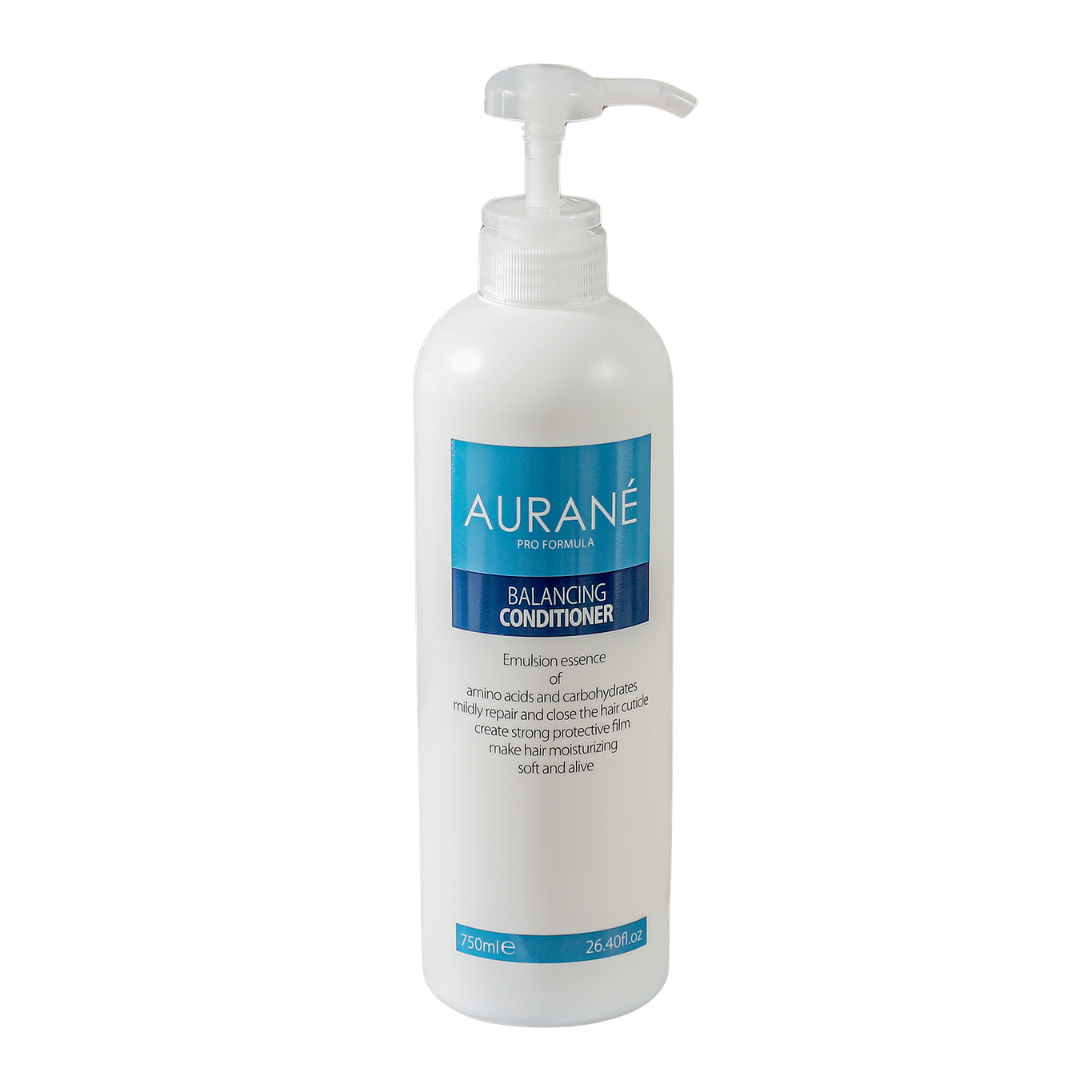 AURANÉ
PRO FORMULA
BALANCING
CONDITIONER
Emulsion essence
of
amino acids and carbohydrates
mildly repair and close the hair cuticle
create strong protective film
make hair moisturizing
soft and alive
750ml℮ 26.40fl.oz